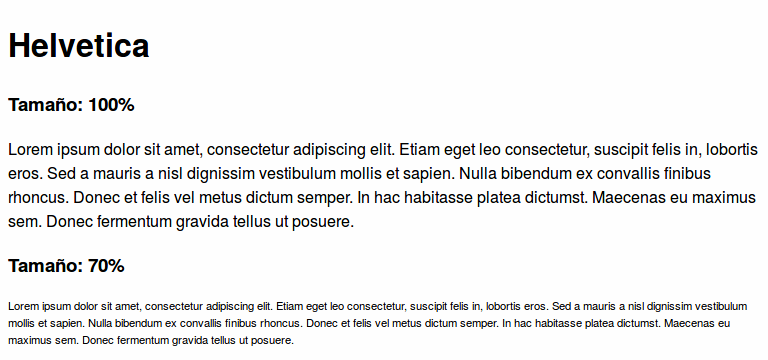 Helvetica
Tamaño: 100%
Lorem ipsum dolor sit amet, consectetur adipiscing elit. Etiam eget leo consectetur, suscipit felis in, lobortis
eros. Sed a mauris a nisl dignissim vestibulum mollis et sapien. Nulla bibendum ex convallis finibus
rhoncus. Donec et felis vel metus dictum semper. In hac habitasse platea dictumst. Maecenas eu maximus
sem. Donec fermentum gravida tellus ut posuere.
Tamaño: 70%
Lorem ipsum dolor sit amet, consectetur adipiscing elit. Etiam eget leo consectetur, suscipit felis in, lobortis eros. Sed a mauris a nisl dignissim vestibulum
mollis et sapien. Nulla bibendum ex convallis finibus rhoncus. Donec et felis vel metus dictum semper. In hac habitasse platea dictumst. Maecenas eu
maximus sem. Donec fermentum gravida tellus ut posuere.